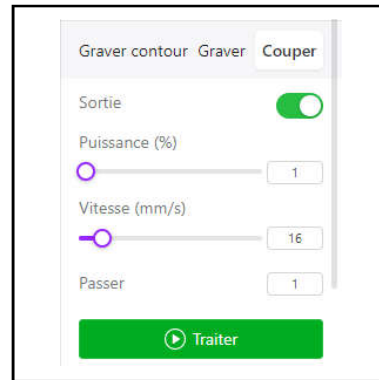 Graver contour Graver Couper
Sortie
Puissance (%)
1
Vitesse (mm/s)
16
Passer 1
Traiter